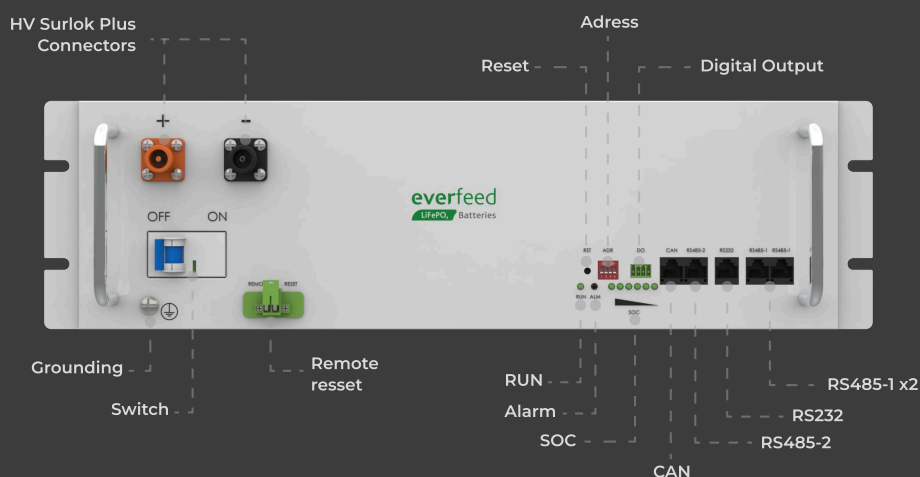 HV Surlok Plus
Connectors
Adress
Reset
Digital Output
+
-
everfeed
LiFePO₄ Batteries
OFF ON
RST ADR DO CAN RS485-2 RS232 RS485-1 RS485-1
REMO RESET
RUN ALM
SOC
Grounding
Remote
resset
Switch
RUN
Alarm
SOC
CAN
RS485-2
RS232
RS485-1 x2